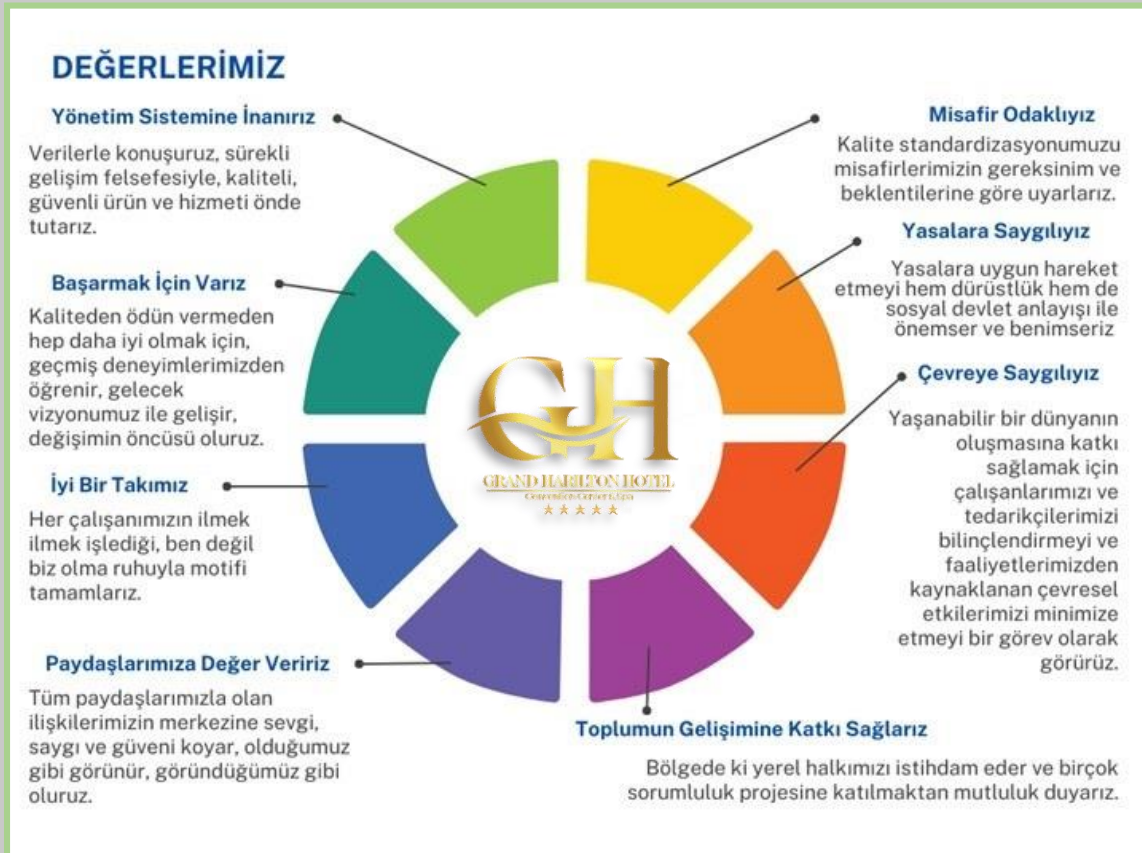 DEĞERLERİMİZ
Yönetim Sistemine İnanırız
Verilerle konuşuruz, sürekli
gelişim felsefesiyle, kaliteli,
güvenli ürün ve hizmeti önde
tutarız.
Başarmak İçin Varız
Kaliteden ödün vermeden
hep daha iyi olmak için,
geçmiş deneyimlerimizden
öğrenir, gelecek
vizyonumuz ile gelişir,
değişimin öncüsü oluruz.
İyi Bir Takımız
Her çalışanımızın ilmek
ilmek işlediği, ben değil
biz olma ruhuyla motifi
tamamlarız.
Paydaşlarımıza Değer Veririz
Tüm paydaşlarımızla olan
ilişkilerimizin merkezine sevgi,
saygı ve güveni koyar, olduğumuz
gibi görünür, göründüğümüz gibi
oluruz.
GH
GRAND HARILTON HOTEL
Misafir Odaklıyız
Kalite standardizasyonumuzu
misafirlerimizin gereksinim ve
beklentilerine göre uyarlarız.
Yasalara Saygılıyız
Yasalara uygun hareket
etmeyi hem dürüstlük hem de
sosyal devlet anlayışı ile
önemser ve benimseriz
Çevreye Saygılıyız
Yaşanabilir bir dünyanın
oluşmasına katkı
sağlamak için
çalışanlarımızı ve
tedarikçilerimizi
bilinçlendirmeyi ve
faaliyetlerimizden
kaynaklanan çevresel
etkilerimizi minimize
etmeyi bir görev olarak
görürüz.
Toplumun Gelişimine Katkı Sağlarız
Bölgede ki yerel halkımızı istihdam eder ve birçok
sorumluluk projesine katılmaktan mutluluk duyarız.